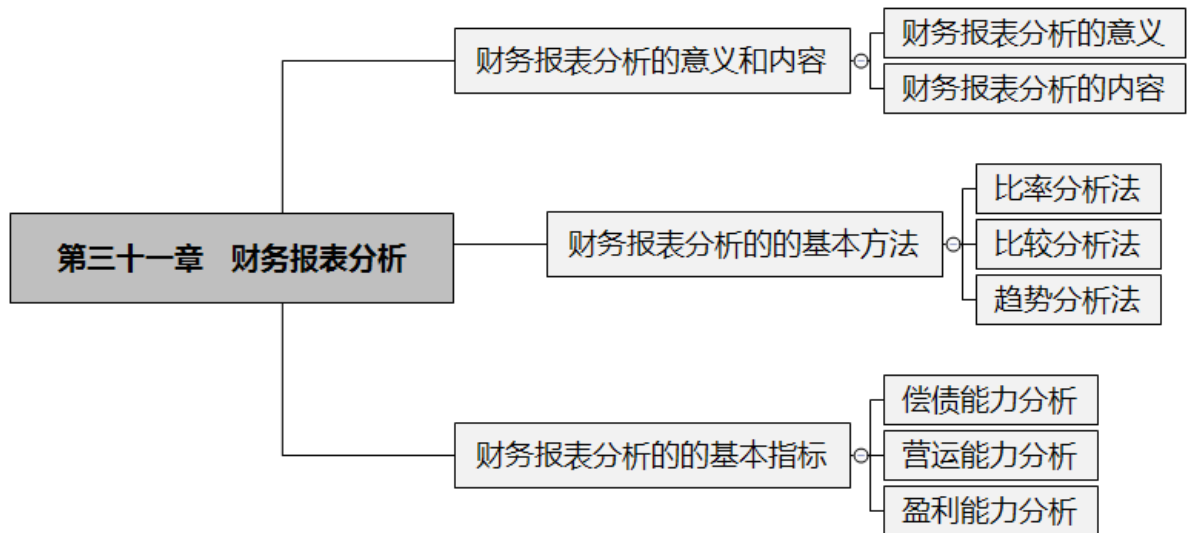 财务报表分析的意义和内容
财务报表分析的意义
财务报表分析的内容
第三十一章 财务报表分析
财务报表分析的的基本方法
比率分析法
比较分析法
趋势分析法
财务报表分析的的基本指标
偿债能力分析
营运能力分析
盈利能力分析